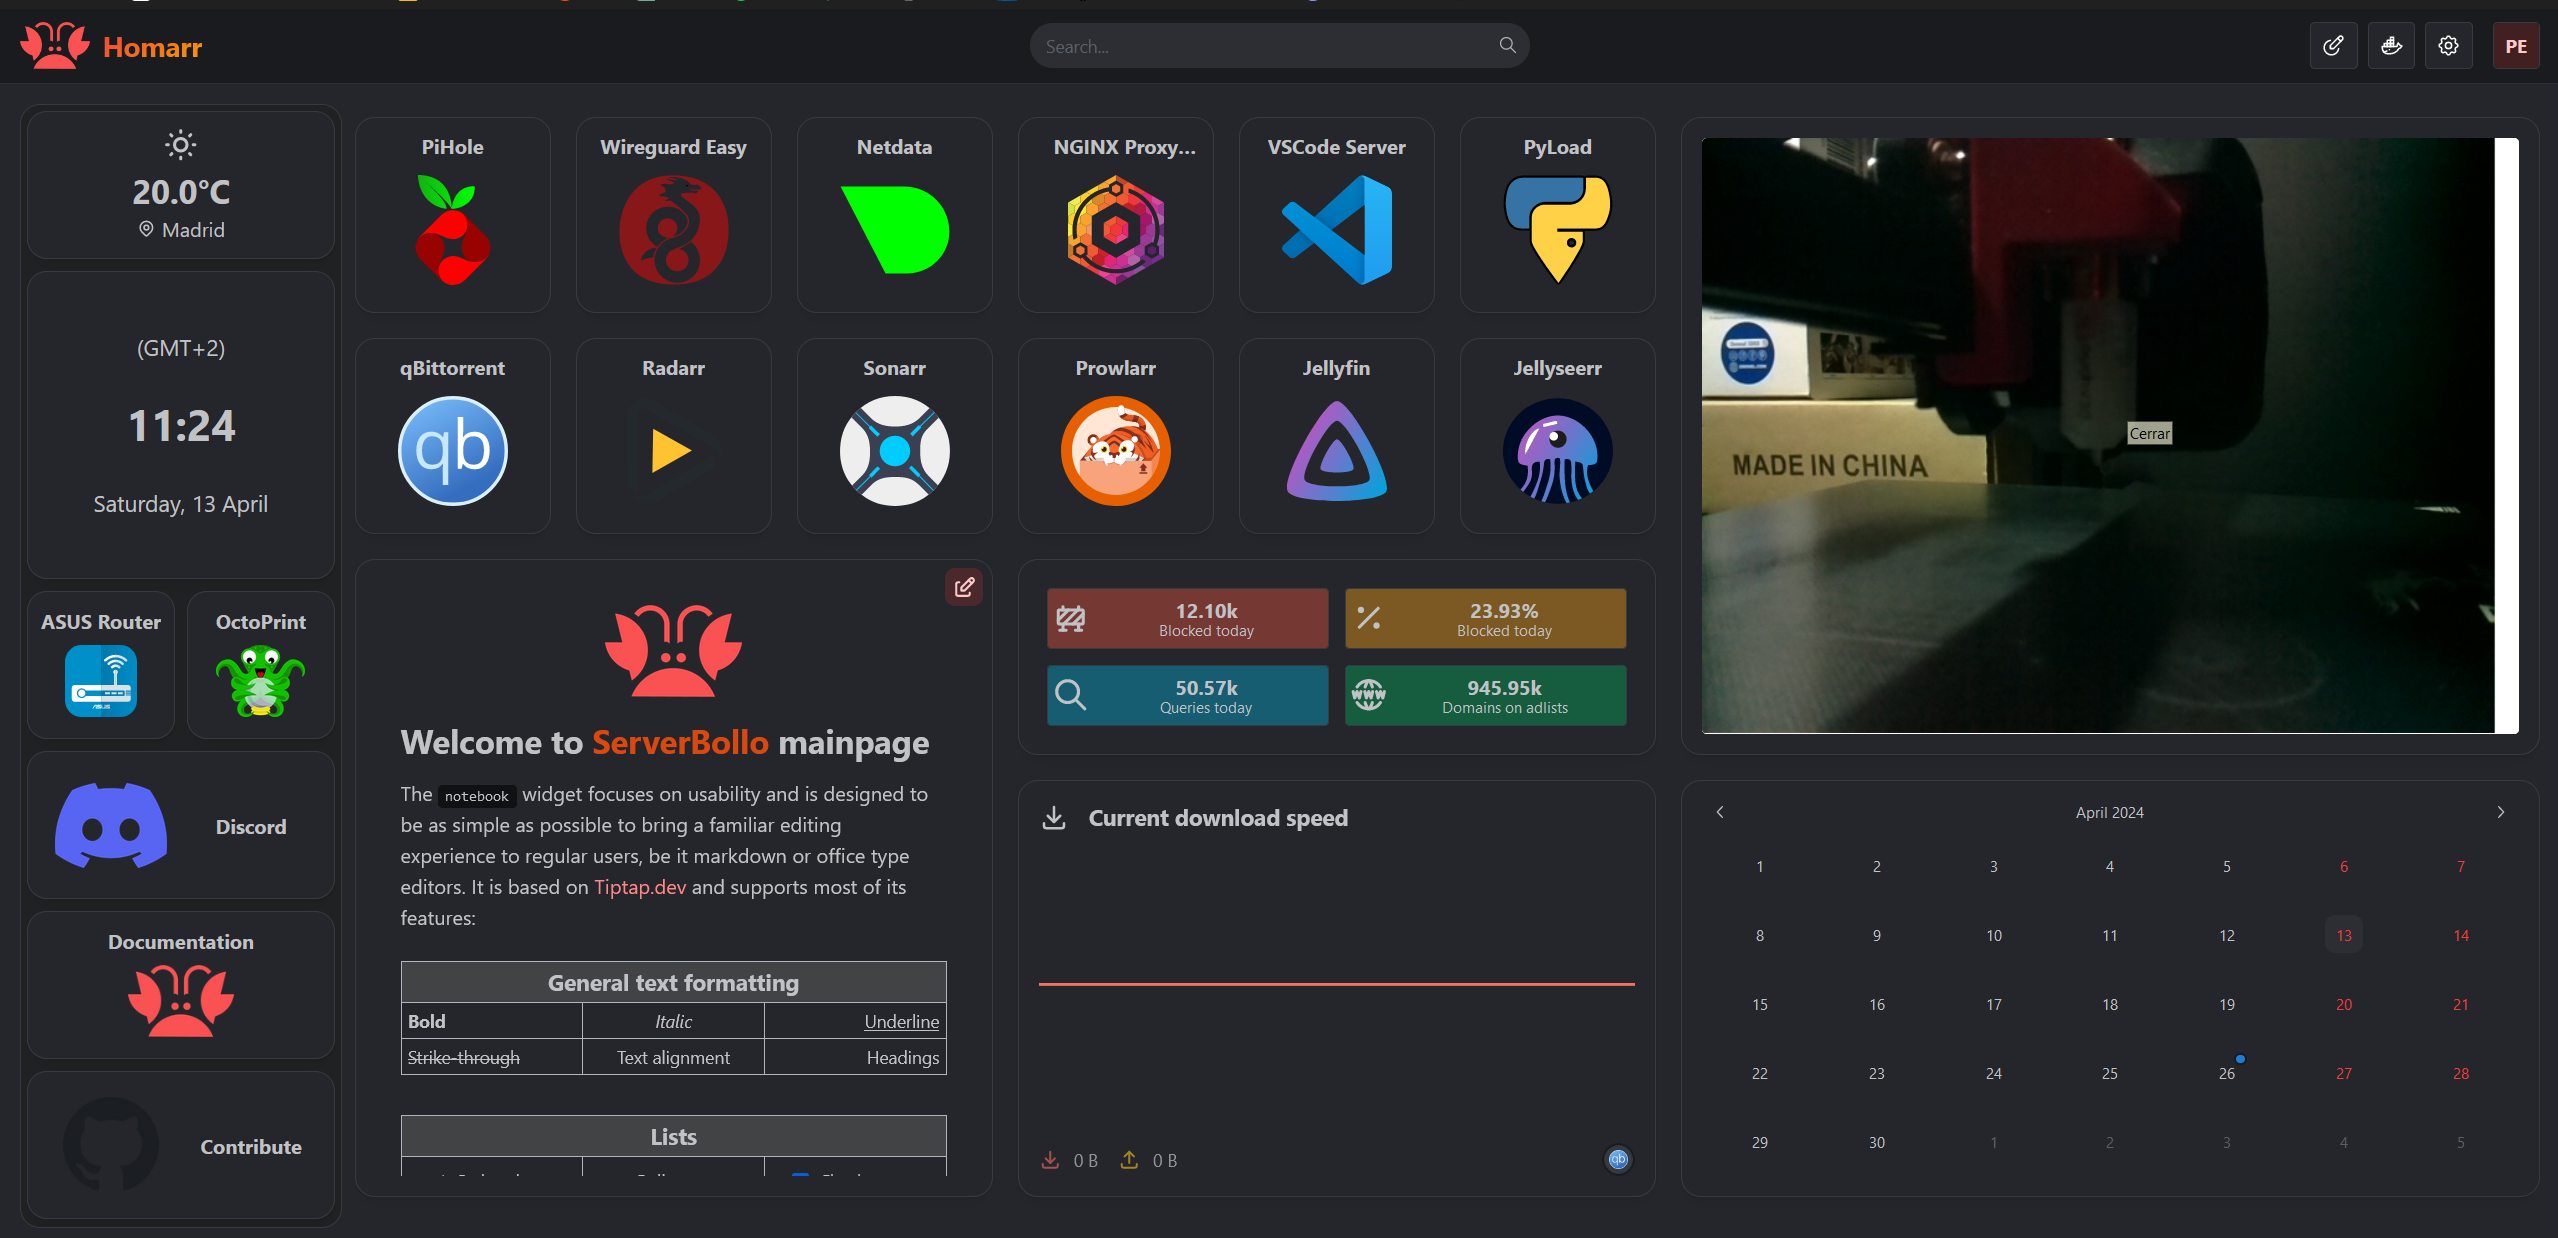 Homarr
Search...
PE
20.0°C
Madrid
(GMT+2)
11:24
Saturday, 13 April
ASUS Router
OctoPrint
ASUS
Discord
Documentation
Contribute
PiHole
Wireguard Easy
Netdata
NGINX Proxy...
VSCode Server
PyLoad
qBittorrent
Radarr
Sonarr
Prowlarr
Jellyfin
Jellyseerr
qb
Welcome to ServerBollo mainpage
The notebook widget focuses on usability and is designed to
be as simple as possible to bring a familiar editing
experience to regular users, be it markdown or office type
editors. It is based on Tiptap.dev and supports most of its
features:
General text formatting
Bold
Italic
Underline
Strike-through
Text alignment
Headings
Lists
12.10k
Blocked today
23.93%
Blocked today
50.57k
Queries today
WWW
945.95k
Domains on adlists
Current download speed
0 B
0 B
qb
MADE IN CHINA
Cerrar
April 2024
1 2 3 4 5 6 7
8 9 10 11 12 13 14
15 16 17 18 19 20 21
22 23 24 25 26 27 28
29 30 1 2 3 4 5